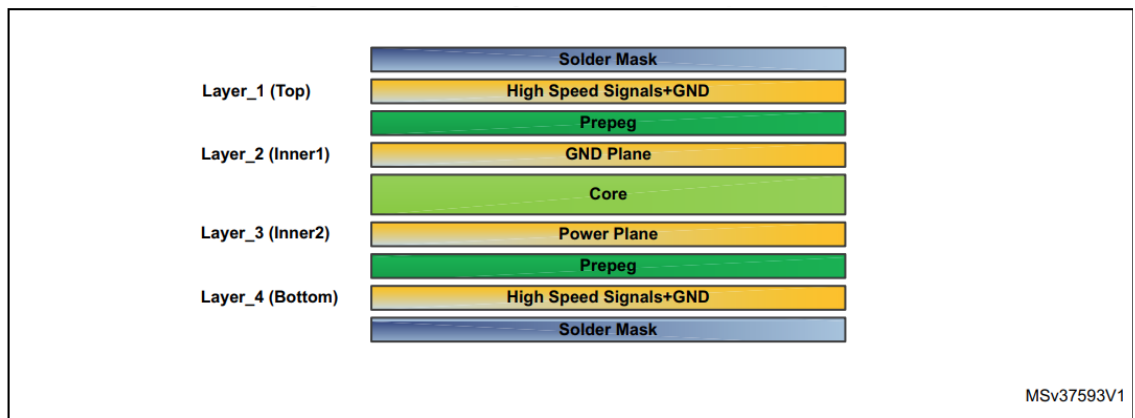 Solder Mask
Layer_1 (Top) High Speed Signals+GND
Prepeg
Layer_2 (Inner1) GND Plane
Core
Layer_3 (Inner2) Power Plane
Prepeg
Layer_4 (Bottom) High Speed Signals+GND
Solder Mask
MSv37593V1